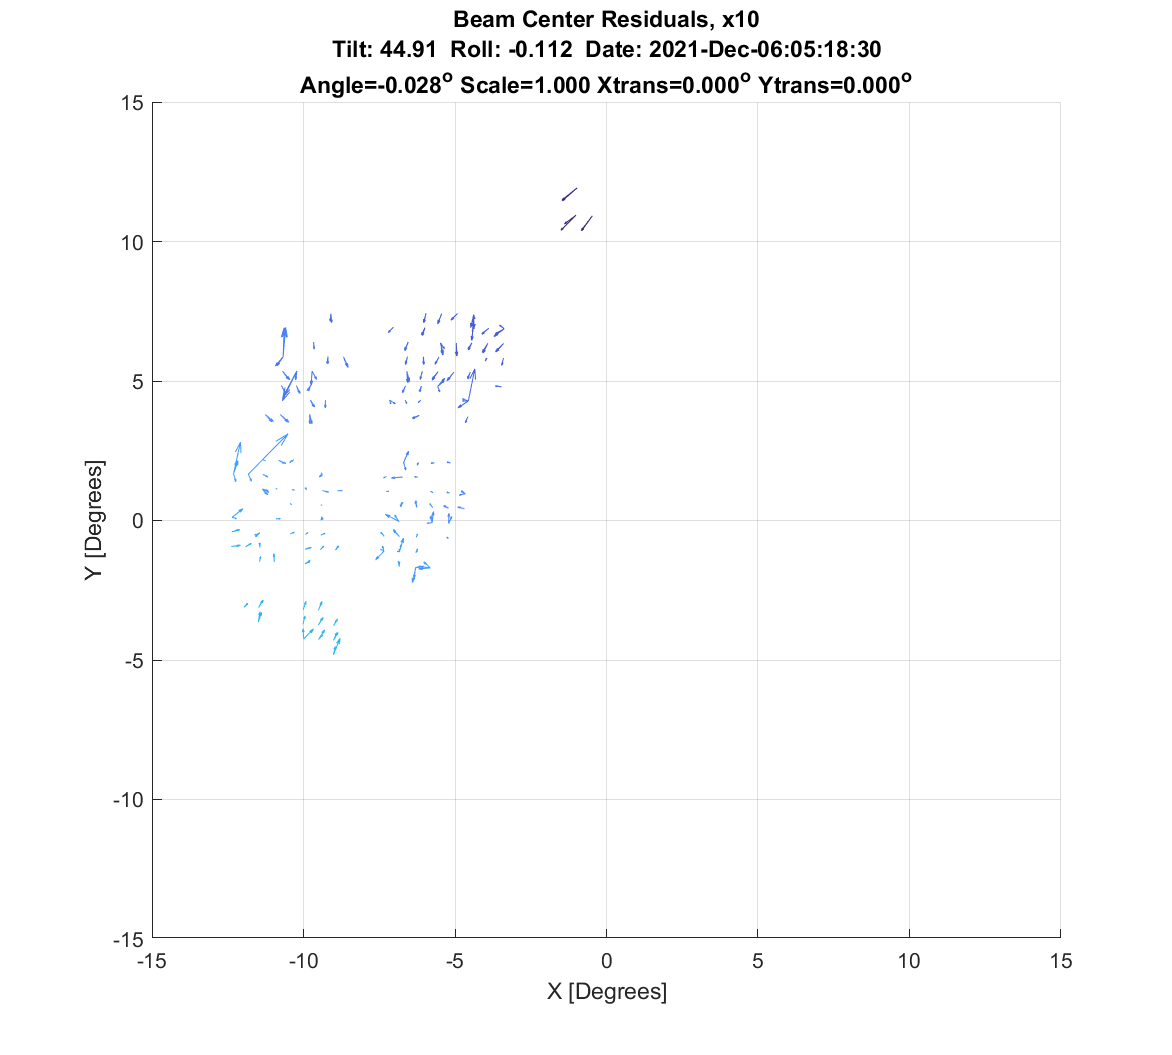 Beam Center Residuals, x10
Tilt: 44.91  Roll: -0.112  Date: 2021-Dec-06:05:18:30
Angle=-0.028° Scale=1.000 Xtrans=0.000° Ytrans=0.000°
15
10
5
0
-5
-10
-15
Y [Degrees]
-15 -10 -5 0 5 10 15
X [Degrees]